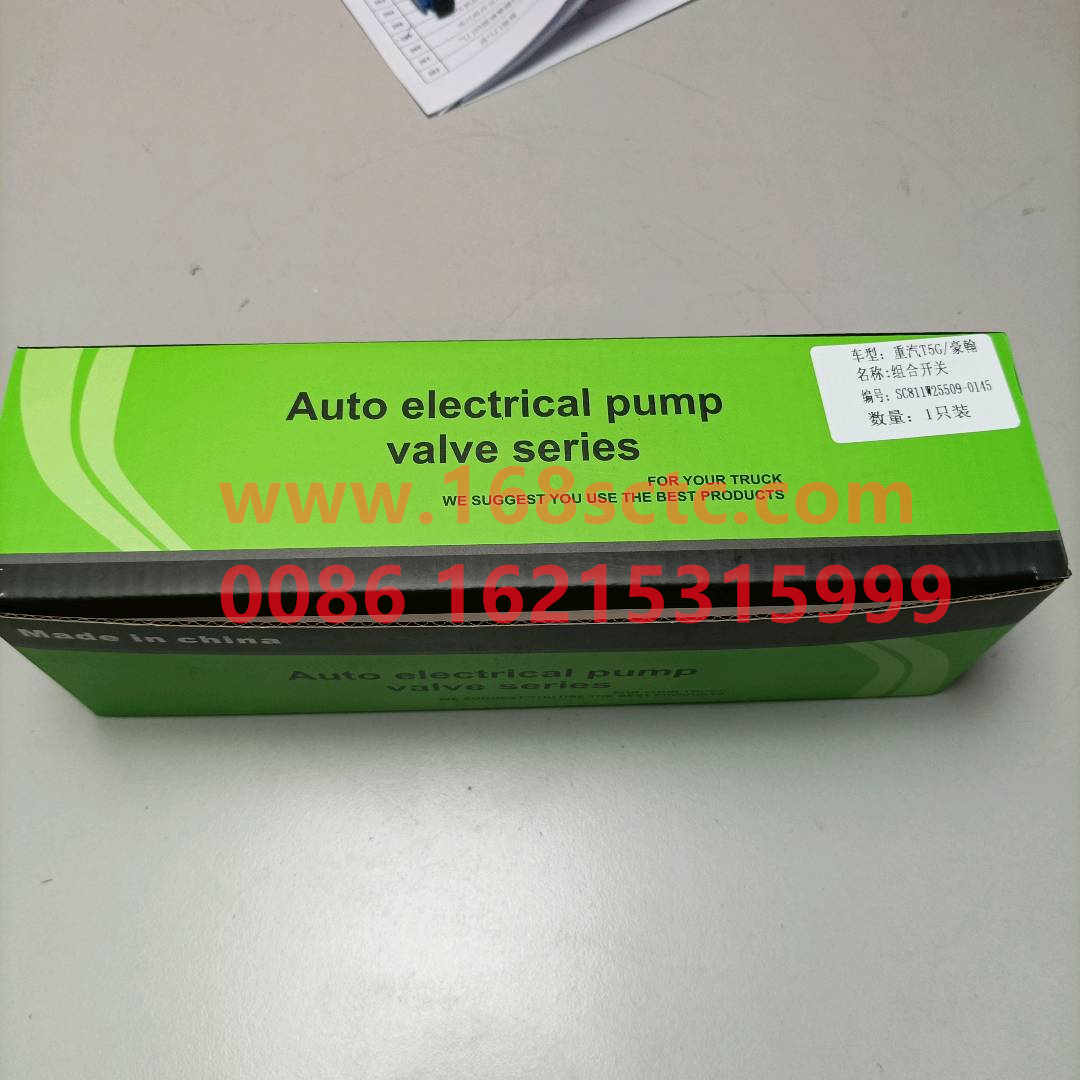 车型：重汽T5G/豪翰
名称:组合开关
编号：SC811W25509-0145
数量：1只装
Auto electrical pump
valve series
FOR YOUR TRUCK
WE SUGGEST YOU USE THE BEST PRODUCTS
www.168sctc.com
0086 16215315999
Made in china
Auto electrical pump
valve series